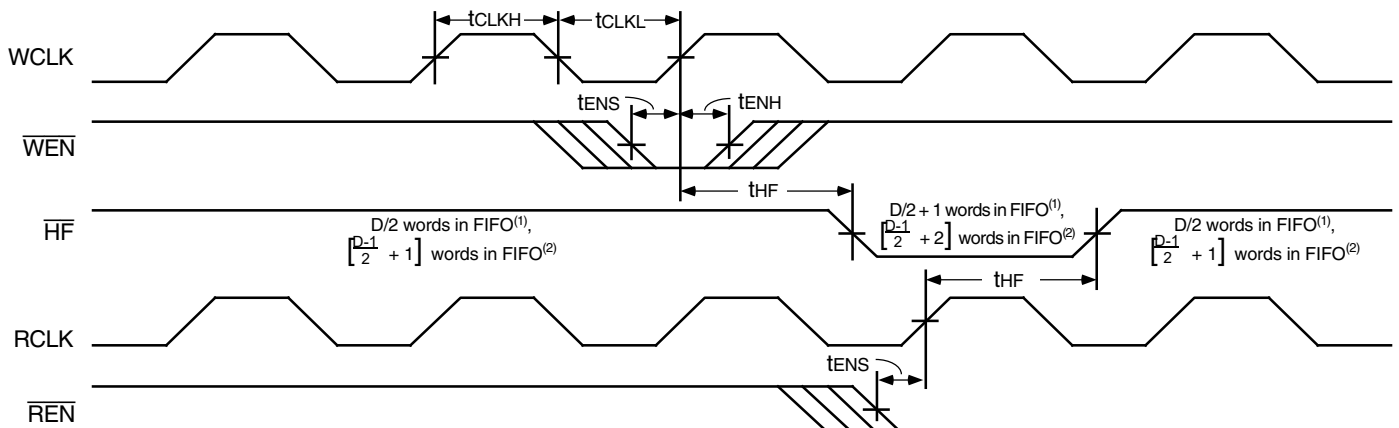 tCLKH
tCLKL
WCLK
tENS
tENH
WEN
tHF
HF
D/2 words in FIFO(1),
[D-1/2 + 1] words in FIFO(2)
D/2 + 1 words in FIFO(1),
[D-1/2 + 2] words in FIFO(2)
D/2 words in FIFO(1),
[D-1/2 + 1] words in FIFO(2)
tHF
RCLK
tENS
REN